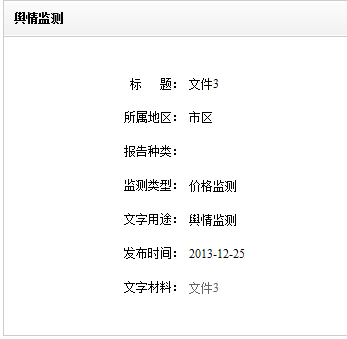 舆情监测
标 题： 文件3
所属地区： 市区
报告种类：
监测类型： 价格监测
文字用途： 舆情监测
发布时间： 2013-12-25
文字材料： 文件3